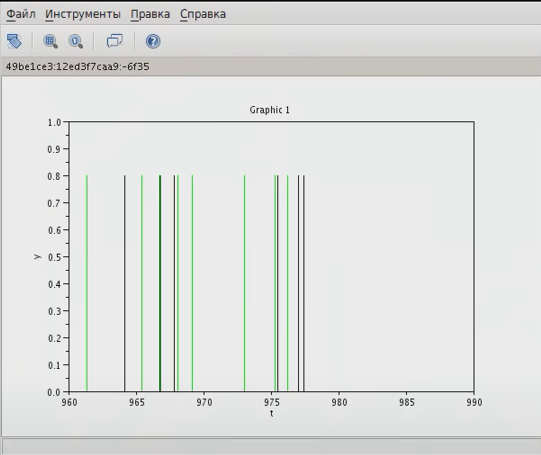 Файл Инструменты Правка Справка
49be1ce3:12ed3f7caa9:-6f35
Graphic 1
1.0
0.9
0.8
0.7
0.6
y
0.5
0.4
0.3
0.2
0.1
0.0
960 965 970 975 980 985 990
t